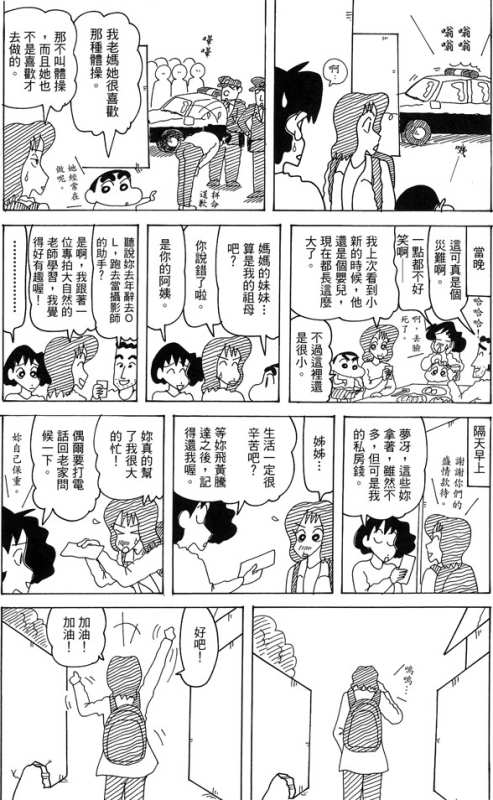 嗡嗡
嗡嗡
啊
我老媽她很喜歡
那種體操。
那不叫體操
，而且她也
不是喜歡才
去做的。
她經常在
做呢。
拼命
道歉
當晚
這可真是個
災難啊。
哈哈哈！
一點都不好
笑——
啊，丟臉
死了。
我上次看到小
新的時候，他
還是個嬰兒，
現在都長這麼
大了。
不過這裡還
是很小。
媽媽的妹妹…
算是我的祖母
吧？
你說錯了啦。
是你的阿姨。
聽說妳去年辭去O
L，跑去當攝影師
的助手？
是啊，我跟著一
位專拍大自然的
老師學習，我覺
得好有趣喔！
…………
隔天早上
謝謝你們的
盛情款待。
夢冴，這些妳
拿著，雖然不
多，但可是我
的私房錢。
姊姊…
生活一定很
辛苦吧？
等妳飛黃騰
達之後，記
得還我喔。
妳真的幫
了我很大
的忙！
偶爾要打電
話回老家問
候一下。
妳自己保重。
嗚嗚…
好吧！
加油！
加油！